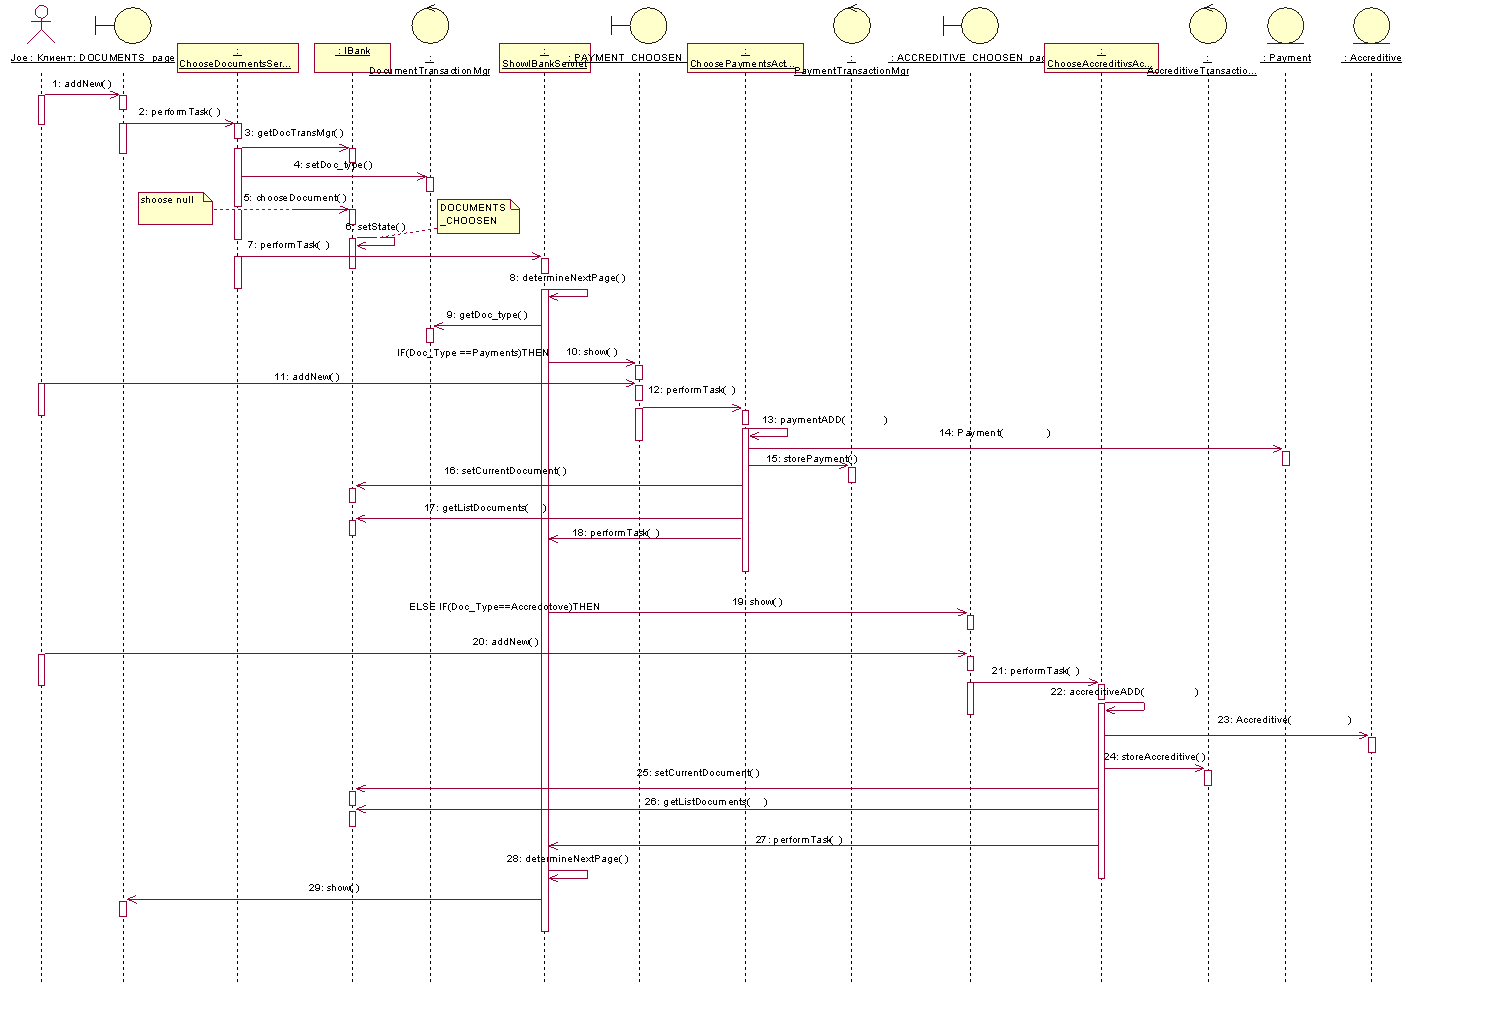 Joe : Клиент
: DOCUMENTS_page
:
ChooseDocumentsSer...
: IBank
:
DocumentTransactionMgr
:
ShowIBankServlet
: PAYMENT_CHOOSEN
:
ChoosePaymentsAct...
:
PaymentTransactionMgr
: ACCREDITIVE_CHOOSEN_pag
:
ChooseAccreditivsAc...
:
AccreditiveTransactio...
: Payment
: Accreditive
1: addNew( )
2: performTask( )
3: getDocTransMgr( )
4: setDoc_type( )
shoose null
5: chooseDocument( )
DOCUMENTS
_CHOOSEN
6: setState( )
7: performTask( )
8: determineNextPage( )
9: getDoc_type( )
IF(Doc_Type ==Payments)THEN
10: show( )
11: addNew( )
12: performTask( )
13: paymentADD( )
14: Payment( )
15: storePayment( )
16: setCurrentDocument( )
17: getListDocuments( )
18: performTask( )
19: show( )
ELSE IF(Doc_Type==Accredotove)THEN
20: addNew( )
21: performTask( )
22: accreditiveADD( )
23: Accreditive( )
24: storeAccreditive( )
25: setCurrentDocument( )
26: getListDocuments( )
27: performTask( )
28: determineNextPage( )
29: show( )